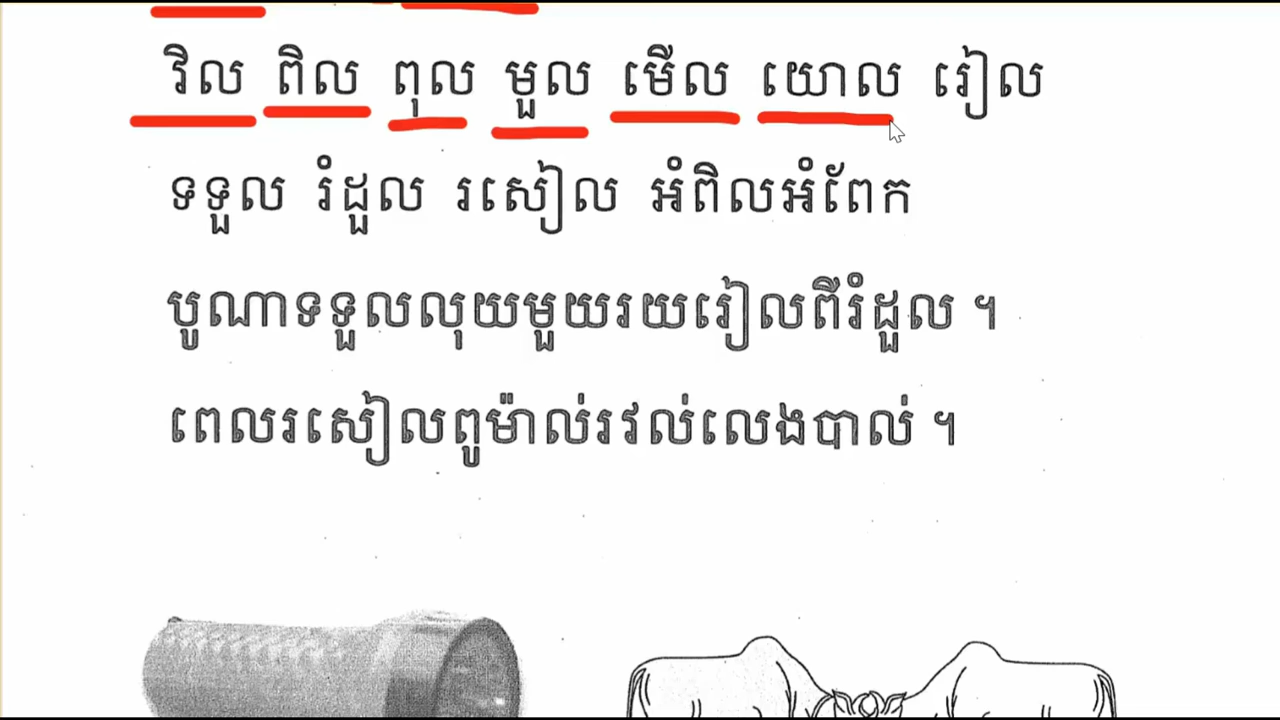 វិល ពិល ពុល មួល មើល យោល រៀល
ទទួល រំដួល រសៀល អំពិលអំពែក
បូណាទទួលលុយមួយរយរៀលពីរំដួល ។
ពេលរសៀលពូម៉ាល់រវល់លេងបាល់ ។